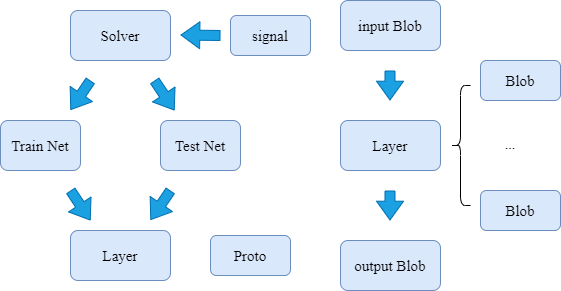 Solver
signal
Train Net
Test Net
Layer
Proto
input Blob
Layer
output Blob
Blob
...
Blob